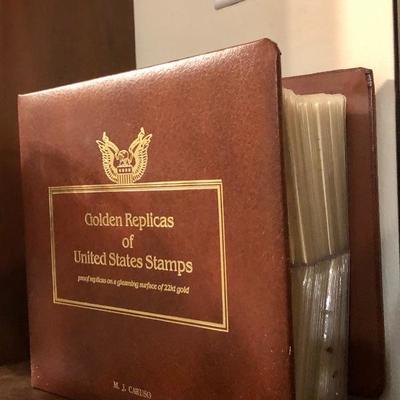 Golden Replicas
of
United States Stamps
proof replicas on a gleaming surface of 22kt gold
M. J. CARUSO